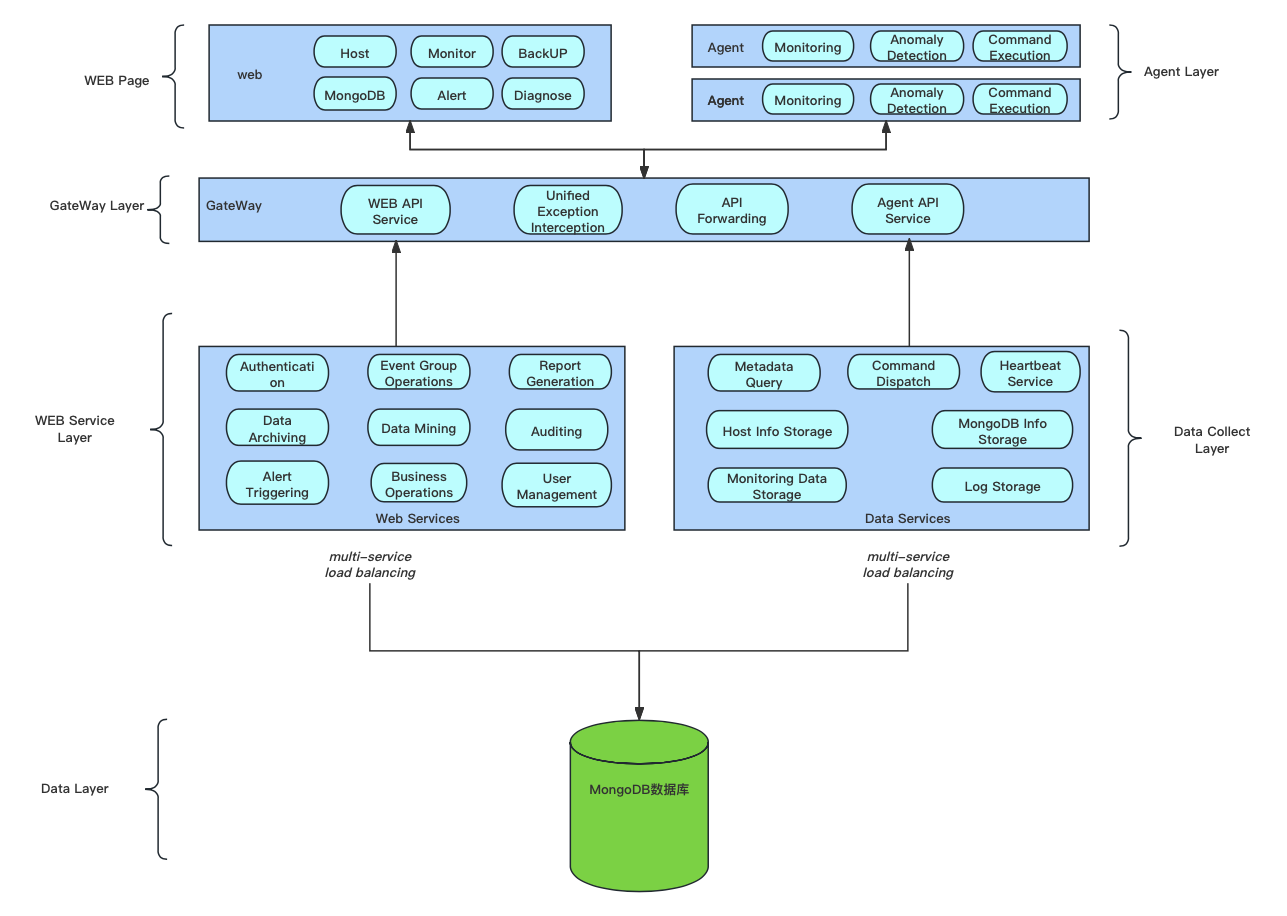 WEB Page
web
Host
Monitor
BackUP
MongoDB
Alert
Diagnose
Agent
Monitoring
Anomaly
Detection
Command
Execution
Agent
Monitoring
Anomaly
Detection
Command
Execution
Agent Layer
GateWay Layer
GateWay
WEB API
Service
Unified
Exception
Interception
API
Forwarding
Agent API
Service
WEB Service
Layer
Authenticati
on
Event Group
Operations
Report
Generation
Data
Archiving
Data Mining
Auditing
Alert
Triggering
Business
Operations
User
Management
Web Services
Metadata
Query
Command
Dispatch
Heartbeat
Service
Host Info Storage
MongoDB Info
Storage
Monitoring Data
Storage
Log Storage
Data Services
Data Collect
Layer
multi-service
load balancing
multi-service
load balancing
Data Layer
MongoDB数据库